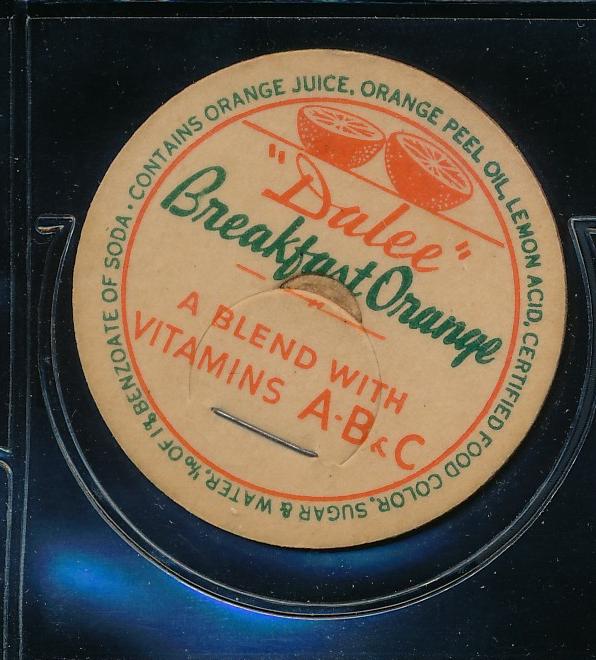 "Dalee"
Breakfast Orange
A BLEND WITH
VITAMINS A-B & C
CONTAINS ORANGE JUICE, ORANGE PEEL OIL, LEMON ACID, CERTIFIED FOOD COLOR, SUGAR & WATER, 1/10 OF 1% BENZOATE OF SODA •